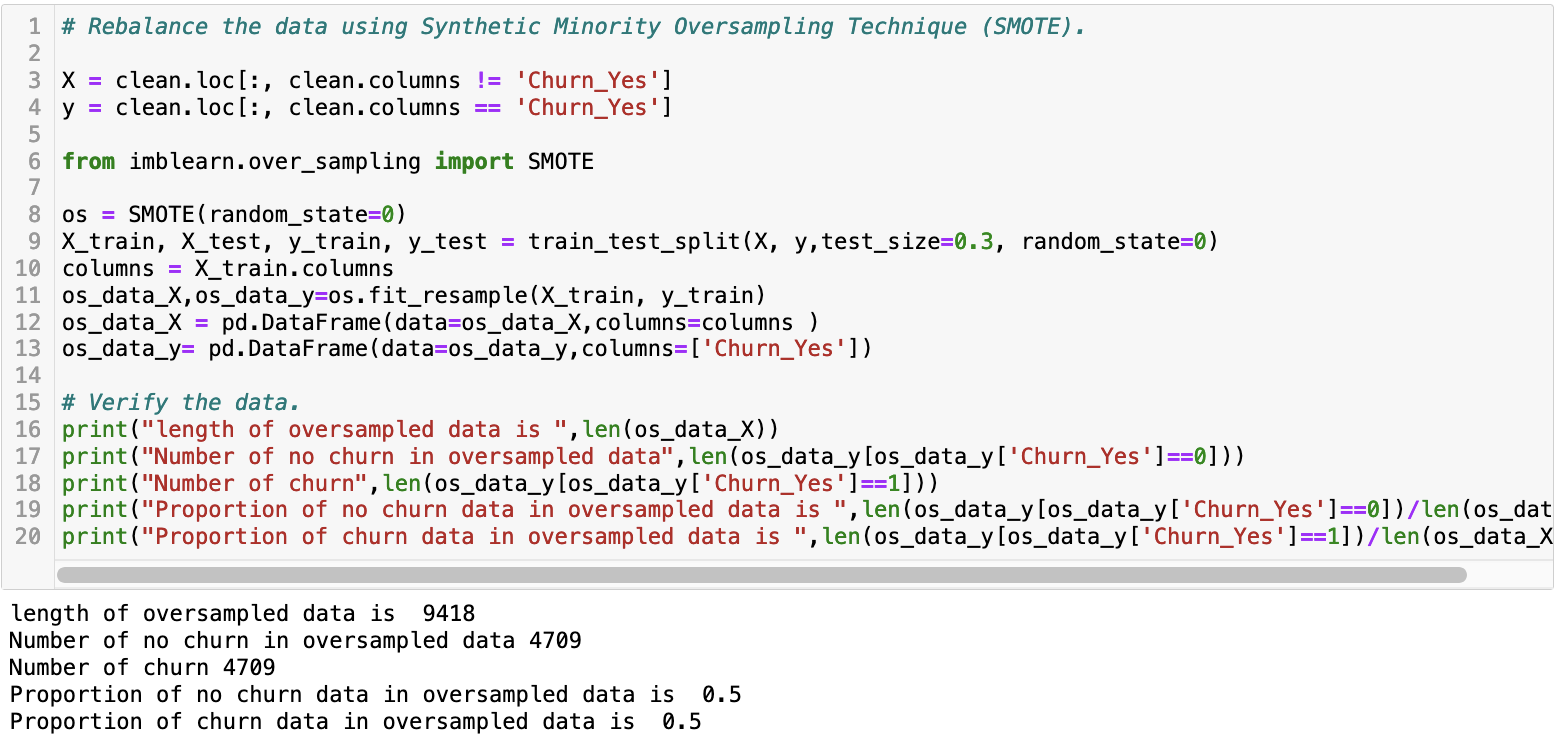 1 # Rebalance the data using Synthetic Minority Oversampling Technique (SMOTE).
2
3 X = clean.loc[:, clean.columns != 'Churn_Yes']
4 y = clean.loc[:, clean.columns == 'Churn_Yes']
5
6 from imblearn.over_sampling import SMOTE
7
8 os = SMOTE(random_state=0)
9 X_train, X_test, y_train, y_test = train_test_split(X, y,test_size=0.3, random_state=0)
10 columns = X_train.columns
11 os_data_X,os_data_y=os.fit_resample(X_train, y_train)
12 os_data_X = pd.DataFrame(data=os_data_X,columns=columns )
13 os_data_y= pd.DataFrame(data=os_data_y,columns=['Churn_Yes'])
14
15 # Verify the data.
16 print("length of oversampled data is ",len(os_data_X))
17 print("Number of no churn in oversampled data",len(os_data_y[os_data_y['Churn_Yes']==0]))
18 print("Number of churn",len(os_data_y[os_data_y['Churn_Yes']==1]))
19 print("Proportion of no churn data in oversampled data is ",len(os_data_y[os_data_y['Churn_Yes']==0])/len(os_dat
20 print("Proportion of churn data in oversampled data is ",len(os_data_y[os_data_y['Churn_Yes']==1])/len(os_data_X
length of oversampled data is  9418
Number of no churn in oversampled data 4709
Number of churn 4709
Proportion of no churn data in oversampled data is  0.5
Proportion of churn data in oversampled data is  0.5